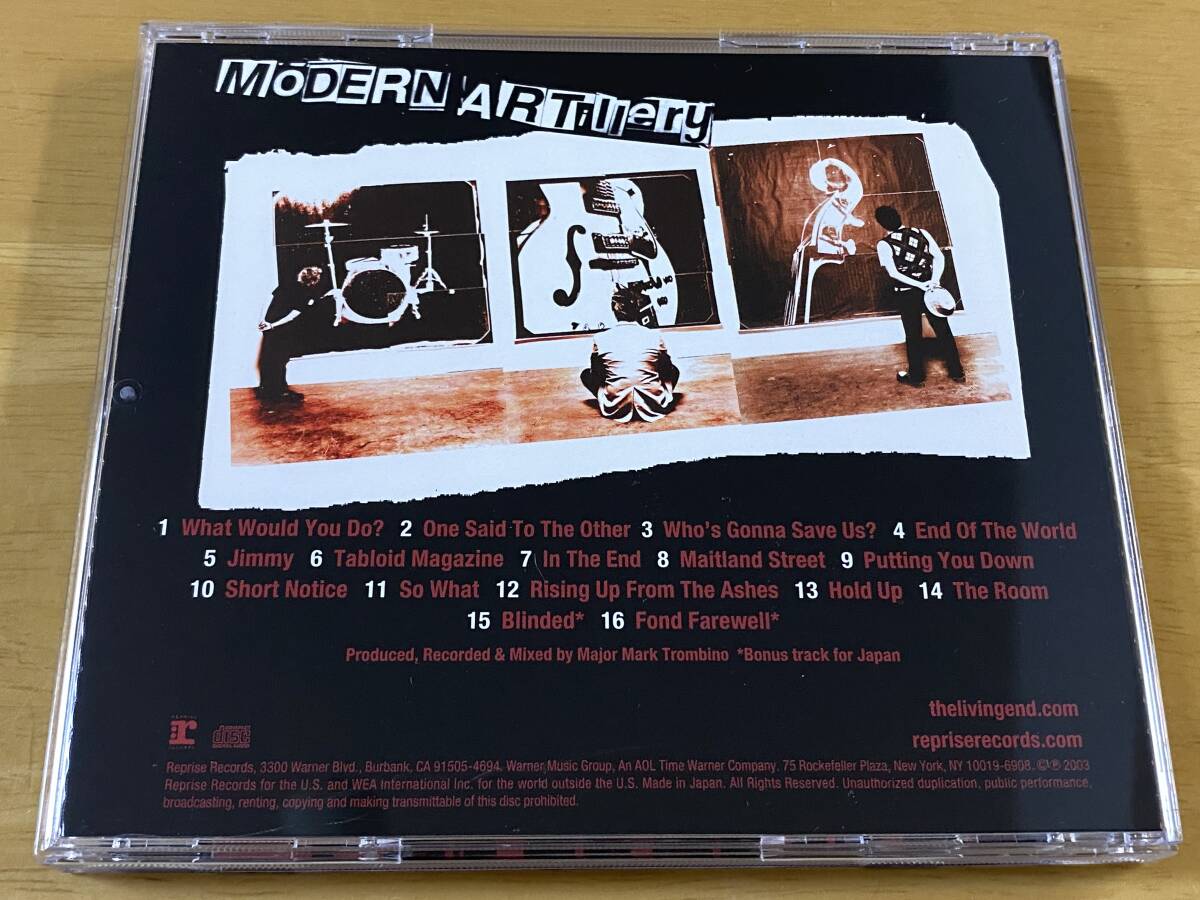 MODERN ARTillery
1 What Would You Do? 2 One Said To The Other 3 Who's Gonna Save Us? 4 End Of The World
5 Jimmy 6 Tabloid Magazine 7 In The End 8 Maitland Street 9 Putting You Down
10 Short Notice 11 So What 12 Rising Up From The Ashes 13 Hold Up 14 The Room
15 Blinded* 16 Fond Farewell*
Produced, Recorded & Mixed by Major Mark Trombino *Bonus track for Japan
thelivingend.com
repriserecords.com
REPRISE
r
RECORDS
COMPACT
disc
DIGITAL AUDIO
Reprise Records, 3300 Warner Blvd., Burbank, CA 91505-4694. Warner Music Group, An AOL Time Warner Company. 75 Rockefeller Plaza, New York, NY 10019-6908. ©℗ 2003
Reprise Records for the U.S. and WEA International Inc. for the world outside the U.S. Made in Japan. All Rights Reserved. Unauthorized duplication, public performance,
broadcasting, renting, copying and making transmittable of this disc prohibited.